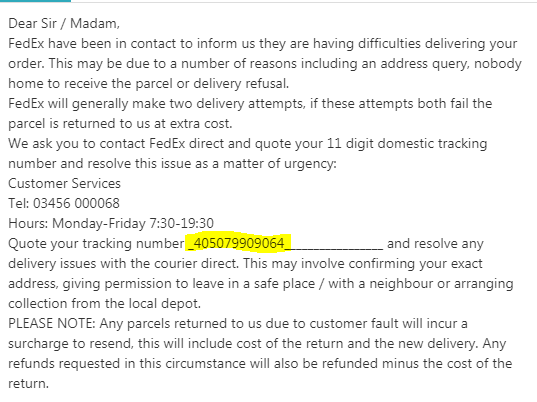 Dear Sir / Madam,
FedEx have been in contact to inform us they are having difficulties delivering your
order. This may be due to a number of reasons including an address query, nobody
home to receive the parcel or delivery refusal.
FedEx will generally make two delivery attempts, if these attempts both fail the
parcel is returned to us at extra cost.
We ask you to contact FedEx direct and quote your 11 digit domestic tracking
number and resolve this issue as a matter of urgency:
Customer Services
Tel: 03456 000068
Hours: Monday-Friday 7:30-19:30
Quote your tracking number _405079909064_________________ and resolve any
delivery issues with the courier direct. This may involve confirming your exact
address, giving permission to leave in a safe place / with a neighbour or arranging
collection from the local depot.
PLEASE NOTE: Any parcels returned to us due to customer fault will incur a
surcharge to resend, this will include cost of the return and the new delivery. Any
refunds requested in this circumstance will also be refunded minus the cost of the
return.